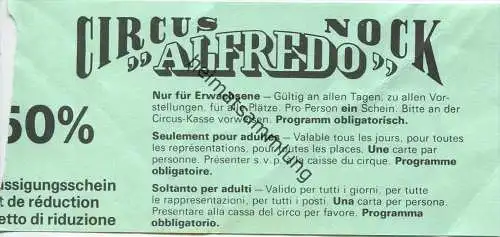 CIRCUS NOCK
„ALFREDO”
50%
ssigungsschein
t de réduction
etto di riduzione
Nur für Erwachsene — Gültig an allen Tagen, zu allen Vor-
stellungen, für alle Plätze. Pro Person ein Schein. Bitte an der
Circus-Kasse vorweisen. Programm obligatorisch.
Seulement pour adultes — Valable tous les jours, pour toutes
les représentations, pour toutes les places. Une carte par
personne. Présenter s.v.p. à la caisse du cirque. Programme
obligatoire.
Soltanto per adulti — Valido per tutti i giorni, per tutte
le rappresentazioni, per tutti i posti. Una carta per persona.
Presentare alla cassa del circo per favore. Programma
obbligatorio.
heimatsammlung.de